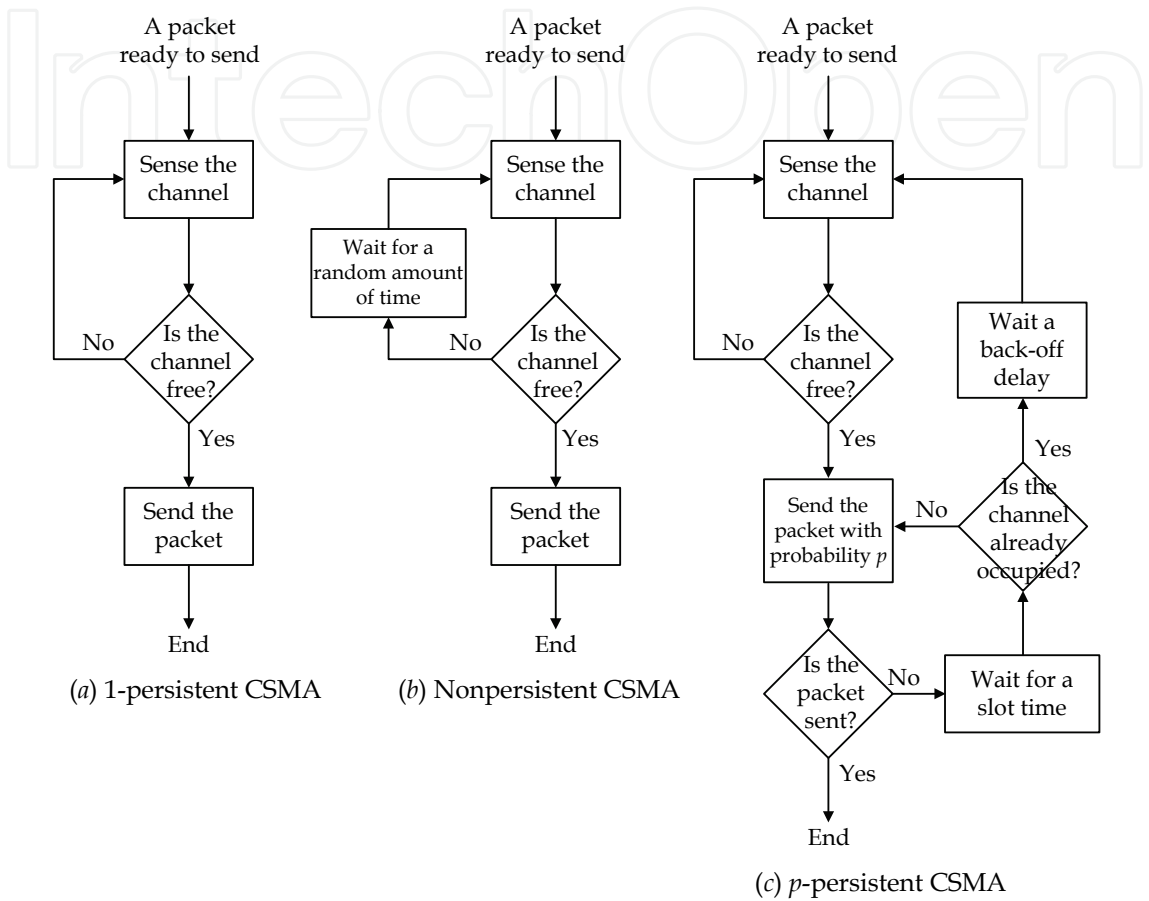 IntechOpen
A packet
ready to send
Sense the
channel
Is the
channel
free?
No
Yes
Send the
packet
End
(a) 1-persistent CSMA
A packet
ready to send
Sense the
channel
Wait for a
random amount
of time
Is the
channel
free?
No
Yes
Send the
packet
End
(b) Nonpersistent CSMA
A packet
ready to send
Sense the
channel
Is the
channel
free?
No
Yes
Send the
packet with
probability p
Is the
packet
sent?
No
Yes
End
Wait for a
slot time
Is the
channel
already
occupied?
No
Yes
Wait a
back-off
delay
(c) p-persistent CSMA